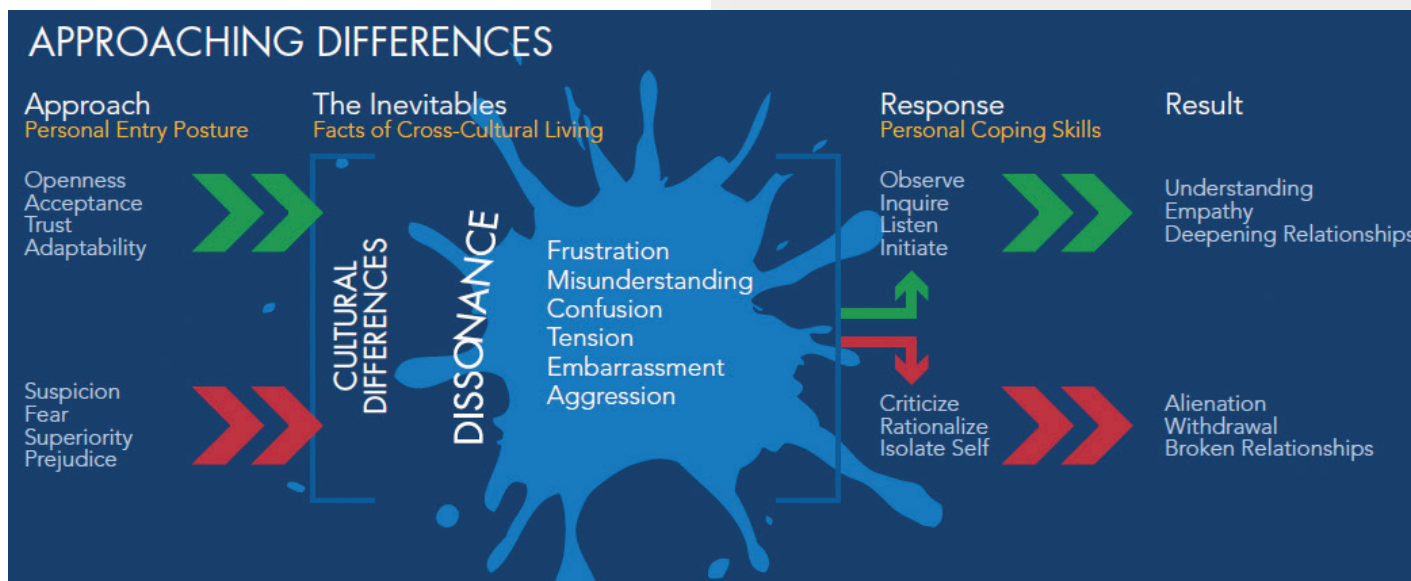 APPROACHING DIFFERENCES
Approach
Personal Entry Posture
Openness
Acceptance
Trust
Adaptability
Suspicion
Fear
Superiority
Prejudice
The Inevitables
Facts of Cross-Cultural Living
CULTURAL
DIFFERENCES
DISSONANCE
Frustration
Misunderstanding
Confusion
Tension
Embarrassment
Aggression
Response
Personal Coping Skills
Observe
Inquire
Listen
Initiate
Criticize
Rationalize
Isolate Self
Result
Understanding
Empathy
Deepening Relationships
Alienation
Withdrawal
Broken Relationships